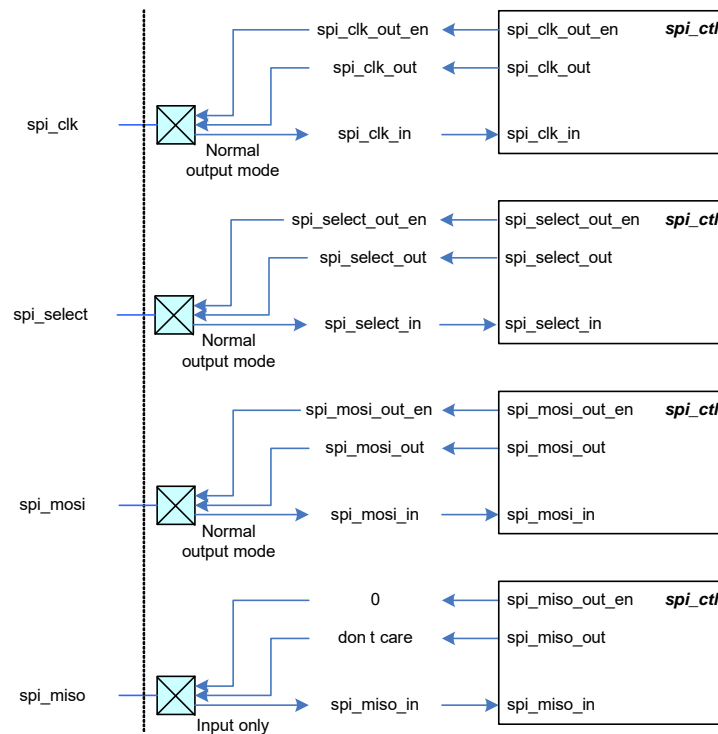 spi_clk_out_en
spi_clk_out_en
spi_ctl
spi_clk_out
spi_clk_out
spi_clk
spi_clk_in
spi_clk_in
Normal
output mode
spi_select_out_en
spi_select_out_en
spi_ctl
spi_select_out
spi_select_out
spi_select
spi_select_in
spi_select_in
Normal
output mode
spi_mosi_out_en
spi_mosi_out_en
spi_ctl
spi_mosi_out
spi_mosi_out
spi_mosi
spi_mosi_in
spi_mosi_in
Normal
output mode
0
spi_miso_out_en
spi_ctl
don t care
spi_miso_out
spi_miso
spi_miso_in
spi_miso_in
Input only